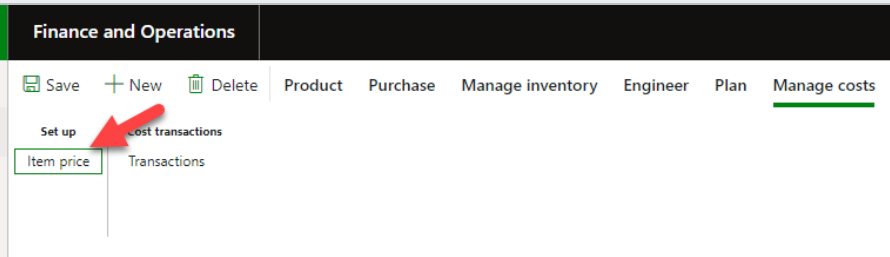 Finance and Operations
Save New Delete Product Purchase Manage inventory Engineer Plan Manage costs
Set up Cost transactions
Item price Transactions